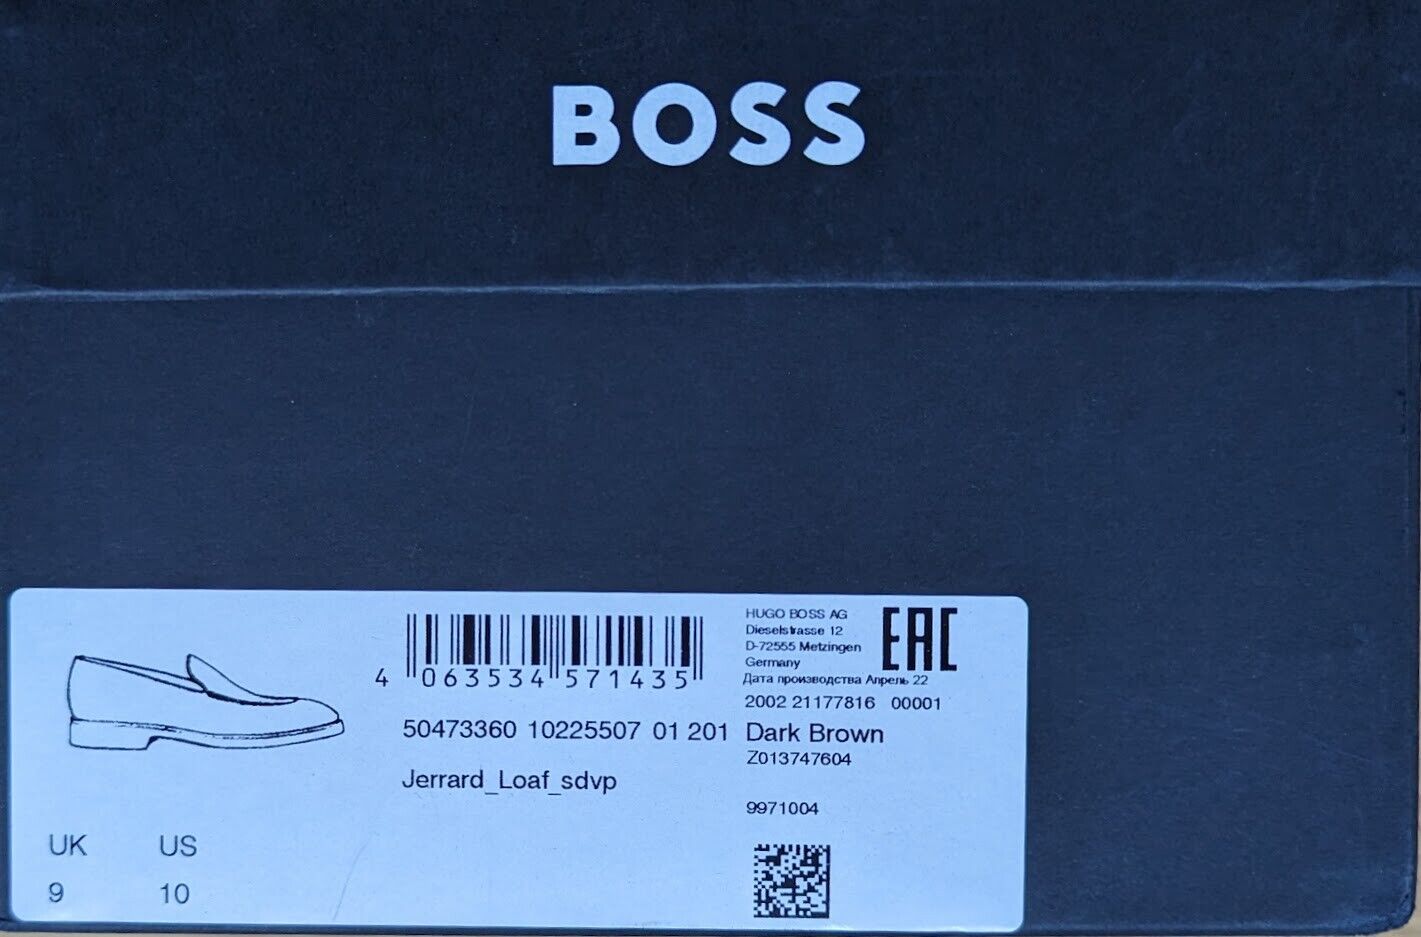 BOSS
HUGO BOSS AG
Dieselstrasse 12
D-72555 Metzingen
Germany
EAC
Дата производства Апрель 22
4 063534 571435
2002 21177816 00001
50473360 10225507 01 201 Dark Brown
Z013747604
Jerrard_Loaf_sdvp
9971004
UK US
9 10